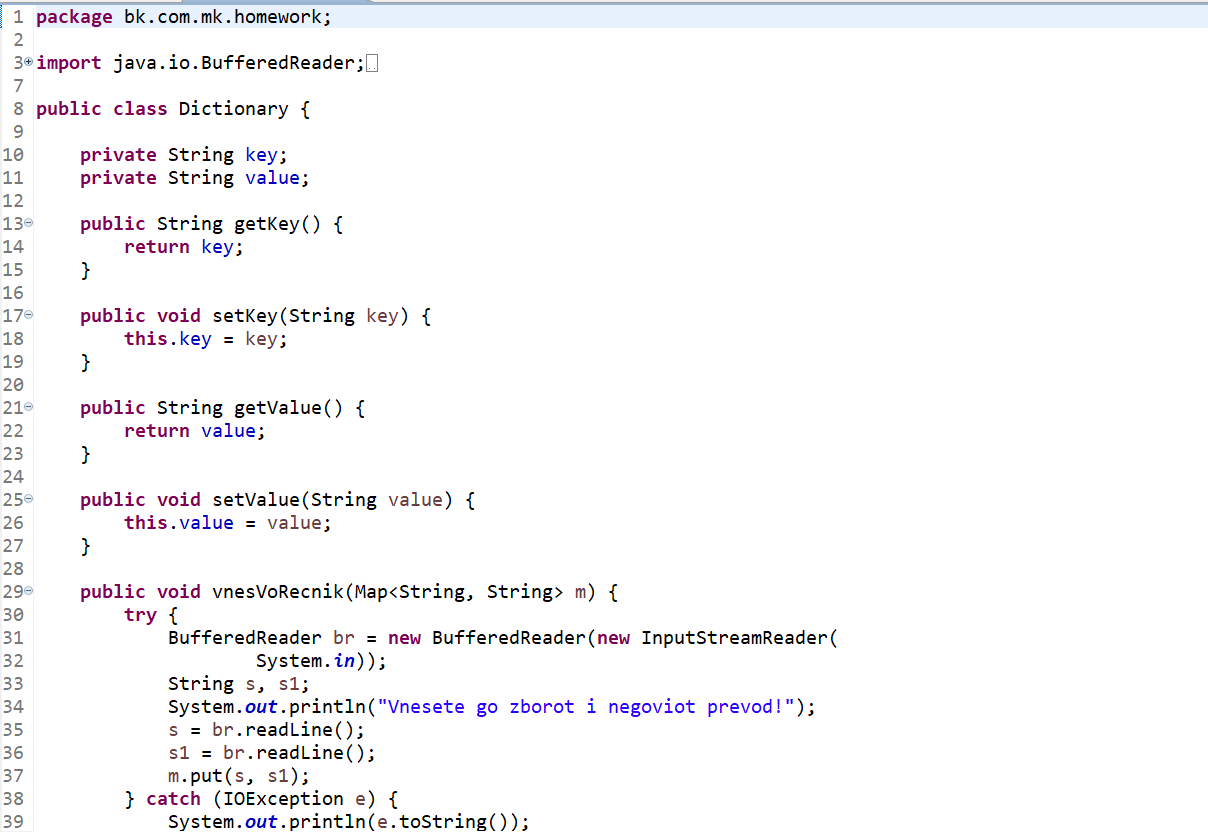 1 package bk.com.mk.homework;
2
3 import java.io.BufferedReader;
7
8 public class Dictionary {
9
10     private String key;
11     private String value;
12
13     public String getKey() {
14         return key;
15     }
16
17     public void setKey(String key) {
18         this.key = key;
19     }
20
21     public String getValue() {
22         return value;
23     }
24
25     public void setValue(String value) {
26         this.value = value;
27     }
28
29     public void vnesVoRecnik(Map<String, String> m) {
30         try {
31             BufferedReader br = new BufferedReader(new InputStreamReader(
32                     System.in));
33             String s, s1;
34             System.out.println("Vnesete go zborot i negoviot prevod!");
35             s = br.readLine();
36             s1 = br.readLine();
37             m.put(s, s1);
38         } catch (IOException e) {
39             System.out.println(e.toString());